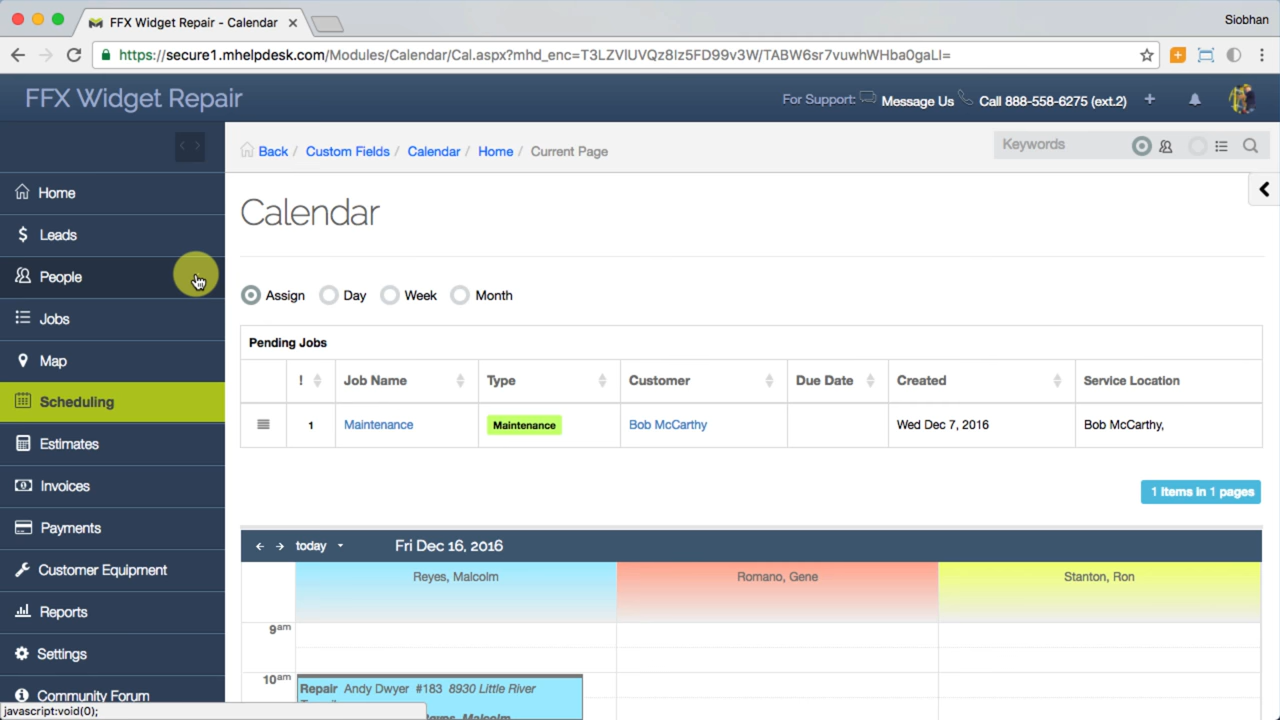 FFX Widget Repair - Calendar
Siobhan
https://secure1.mhelpdesk.com/Modules/Calendar/Cal.aspx?mhd_enc=T3LZVlUVQz8Iz5FD99v3W/TABW6sr7vuwhWHba0gaLI=
FFX Widget Repair
For Support: Message Us Call 888-558-6275 (ext.2)
Back / Custom Fields / Calendar / Home / Current Page
Keywords
Home
Leads
People
Jobs
Map
Scheduling
Estimates
Invoices
Payments
Customer Equipment
Reports
Settings
Community Forum
javascript:void(0);
Calendar
Assign Day Week Month
Pending Jobs
! Job Name Type Customer Due Date Created Service Location
1 Maintenance Maintenance Bob McCarthy Wed Dec 7, 2016 Bob McCarthy,
1 items in 1 pages
today Fri Dec 16, 2016
Reyes, Malcolm Romano, Gene Stanton, Ron
9am
10am
Repair Andy Dwyer #183 8930 Little River
Malcolm